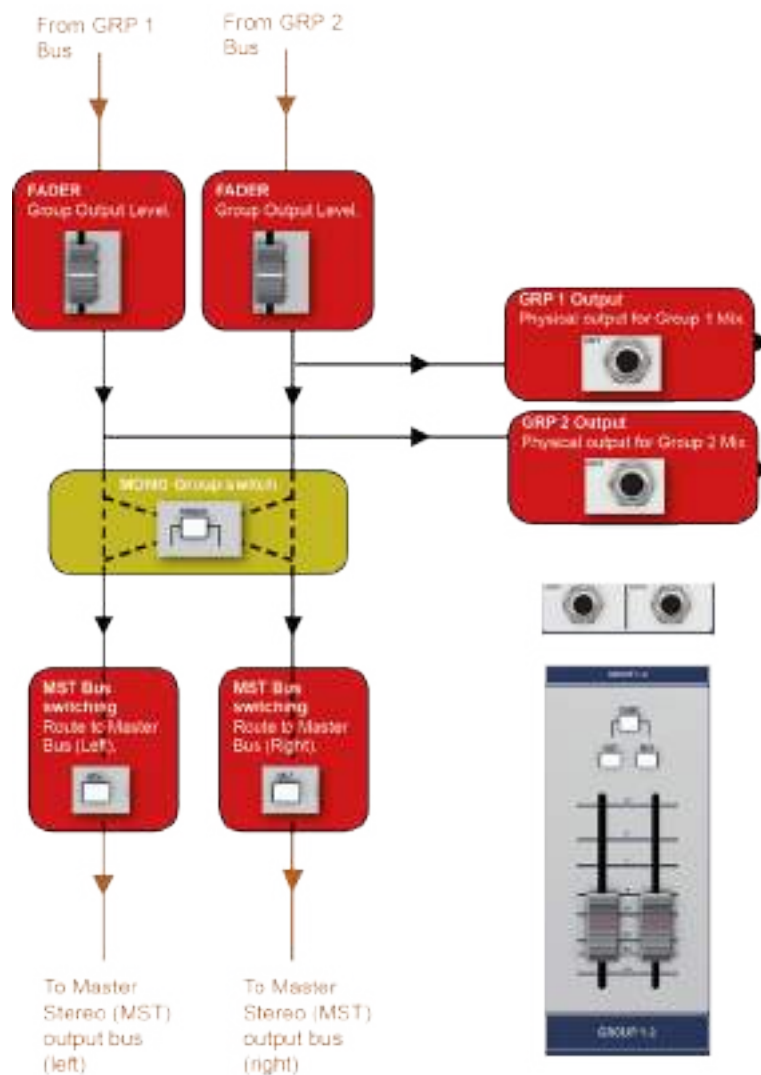 From GRP 1
Bus
From GRP 2
Bus
FADER
Group Output Level.
FADER
Group Output Level.
GRP 1 Output
Physical output for Group 1 Mix.
GRP 2 Output
Physical output for Group 2 Mix.
MONO Group switch
MST Bus
switching
Route to Master
Bus (Left).
MST Bus
switching
Route to Master
Bus (Right).
To Master
Stereo (MST)
output bus
(left)
To Master
Stereo (MST)
output bus
(right)
GROUP 1-2